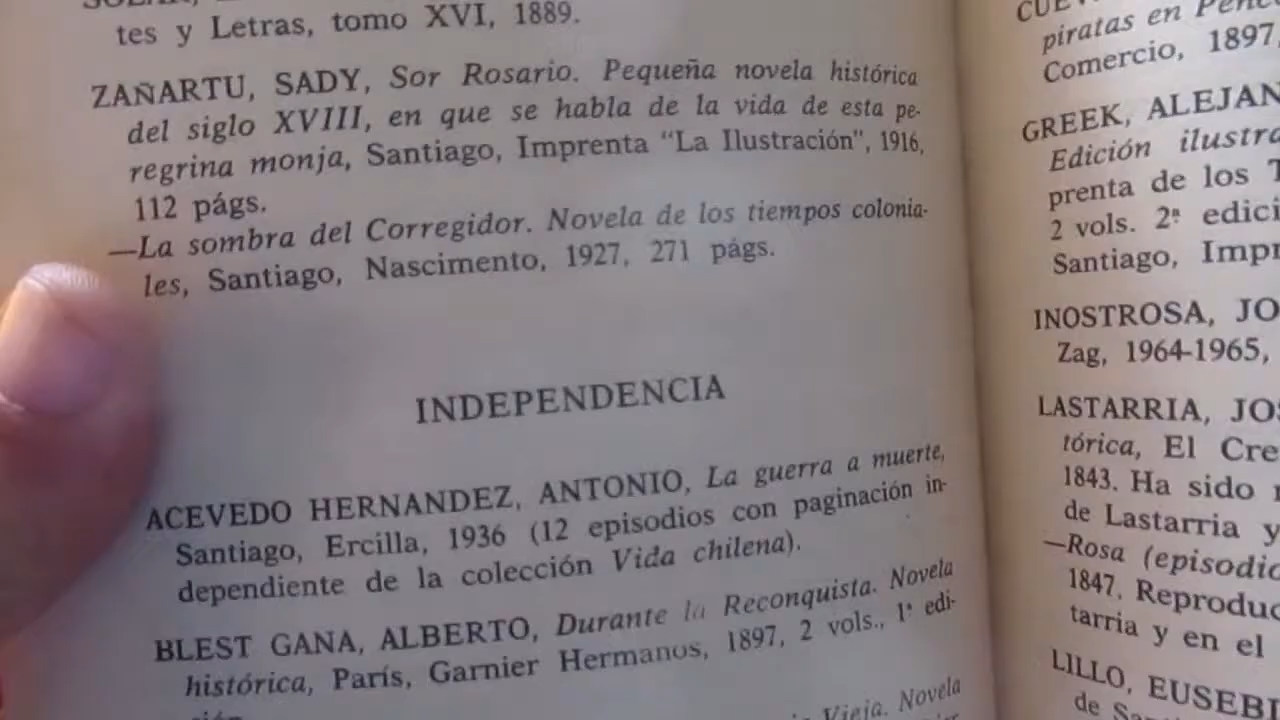 tes y Letras, tomo XVI, 1889.
ZAÑARTU, SADY, Sor Rosario. Pequeña novela histórica
del siglo XVIII, en que se habla de la vida de esta pe-
regrina monja, Santiago, Imprenta "La Ilustración", 1916,
112 págs.
—La sombra del Corregidor. Novela de los tiempos colonia-
les, Santiago, Nascimento, 1927, 271 págs.
INDEPENDENCIA
ACEVEDO HERNANDEZ, ANTONIO, La guerra a muerte,
Santiago, Ercilla, 1936 (12 episodios con paginación in-
dependiente de la colección Vida chilena).
BLEST GANA, ALBERTO, Durante la Reconquista. Novela
histórica, París, Garnier Hermanos, 1897, 2 vols., 1ª edi-
Vieja. Novela
piratas en
Comercio, 1897,
GREEK, ALEJAN
Edición ilustra
prenta de los T
2 vols. 2ª edici
Santiago, Impr
INOSTROSA, JO
Zag, 1964-1965,
LASTARRIA, JOS
tórica, El Cre
1843. Ha sido
de Lastarria y
—Rosa (episodio
1847. Reproduc
tarria y en el
LILLO, EUSEBI
de